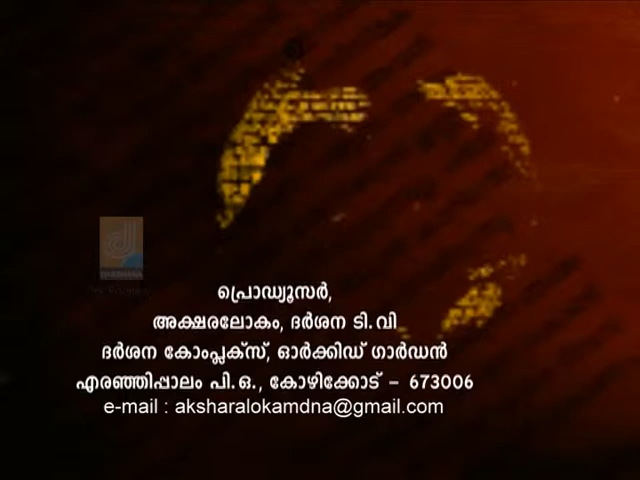 പ്രൊഡ്യൂസർ,
അക്ഷരലോകം, ദർശന ടി.വി
ദർശന കോംപ്ലക്സ്, ഓർക്കിഡ് ഗാർഡൻ
എരഞ്ഞിപ്പാലം പി.ഒ., കോഴിക്കോട് – 673006
e-mail : aksharalokamdna@gmail.com